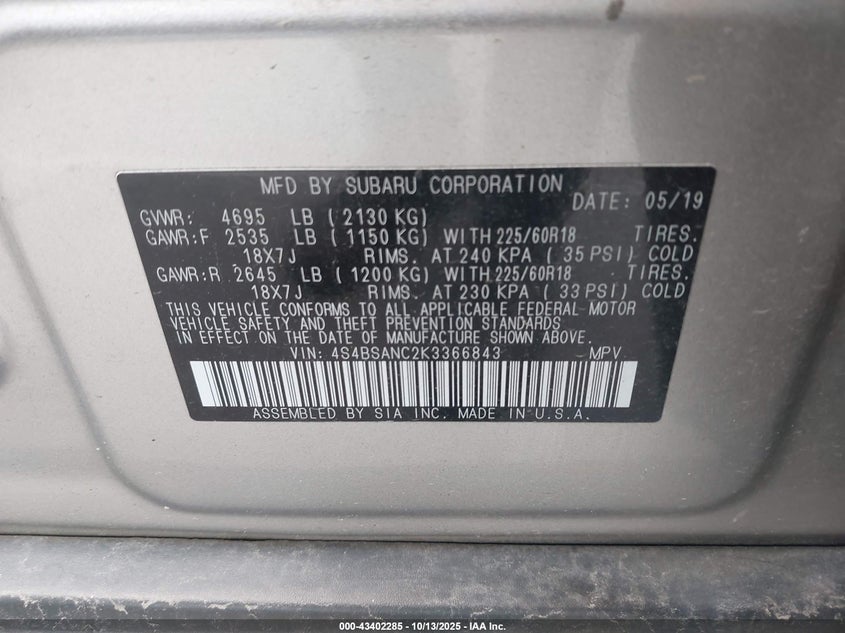 MFD BY SUBARU CORPORATION
DATE: 05/19
GVWR: 4695 LB ( 2130 KG)
GAWR:F 2535 LB ( 1150 KG) WITH 225/60R18 TIRES.
18X7J RIMS. AT 240 KPA ( 35 PSI) COLD
GAWR:R 2645 LB ( 1200 KG) WITH 225/60R18 TIRES.
18X7J RIMS. AT 230 KPA ( 33 PSI) COLD
THIS VEHICLE CONFORMS TO ALL APPLICABLE FEDERAL MOTOR
VEHICLE SAFETY AND THEFT PREVENTION STANDARDS
IN EFFECT ON THE DATE OF MANUFACTURE SHOWN ABOVE.
VIN: 4S4BSANC2K3366843 MPV
ASSEMBLED BY SIA INC. MADE IN U.S.A.
000-43402285 - 10/13/2025 - IAA Inc.